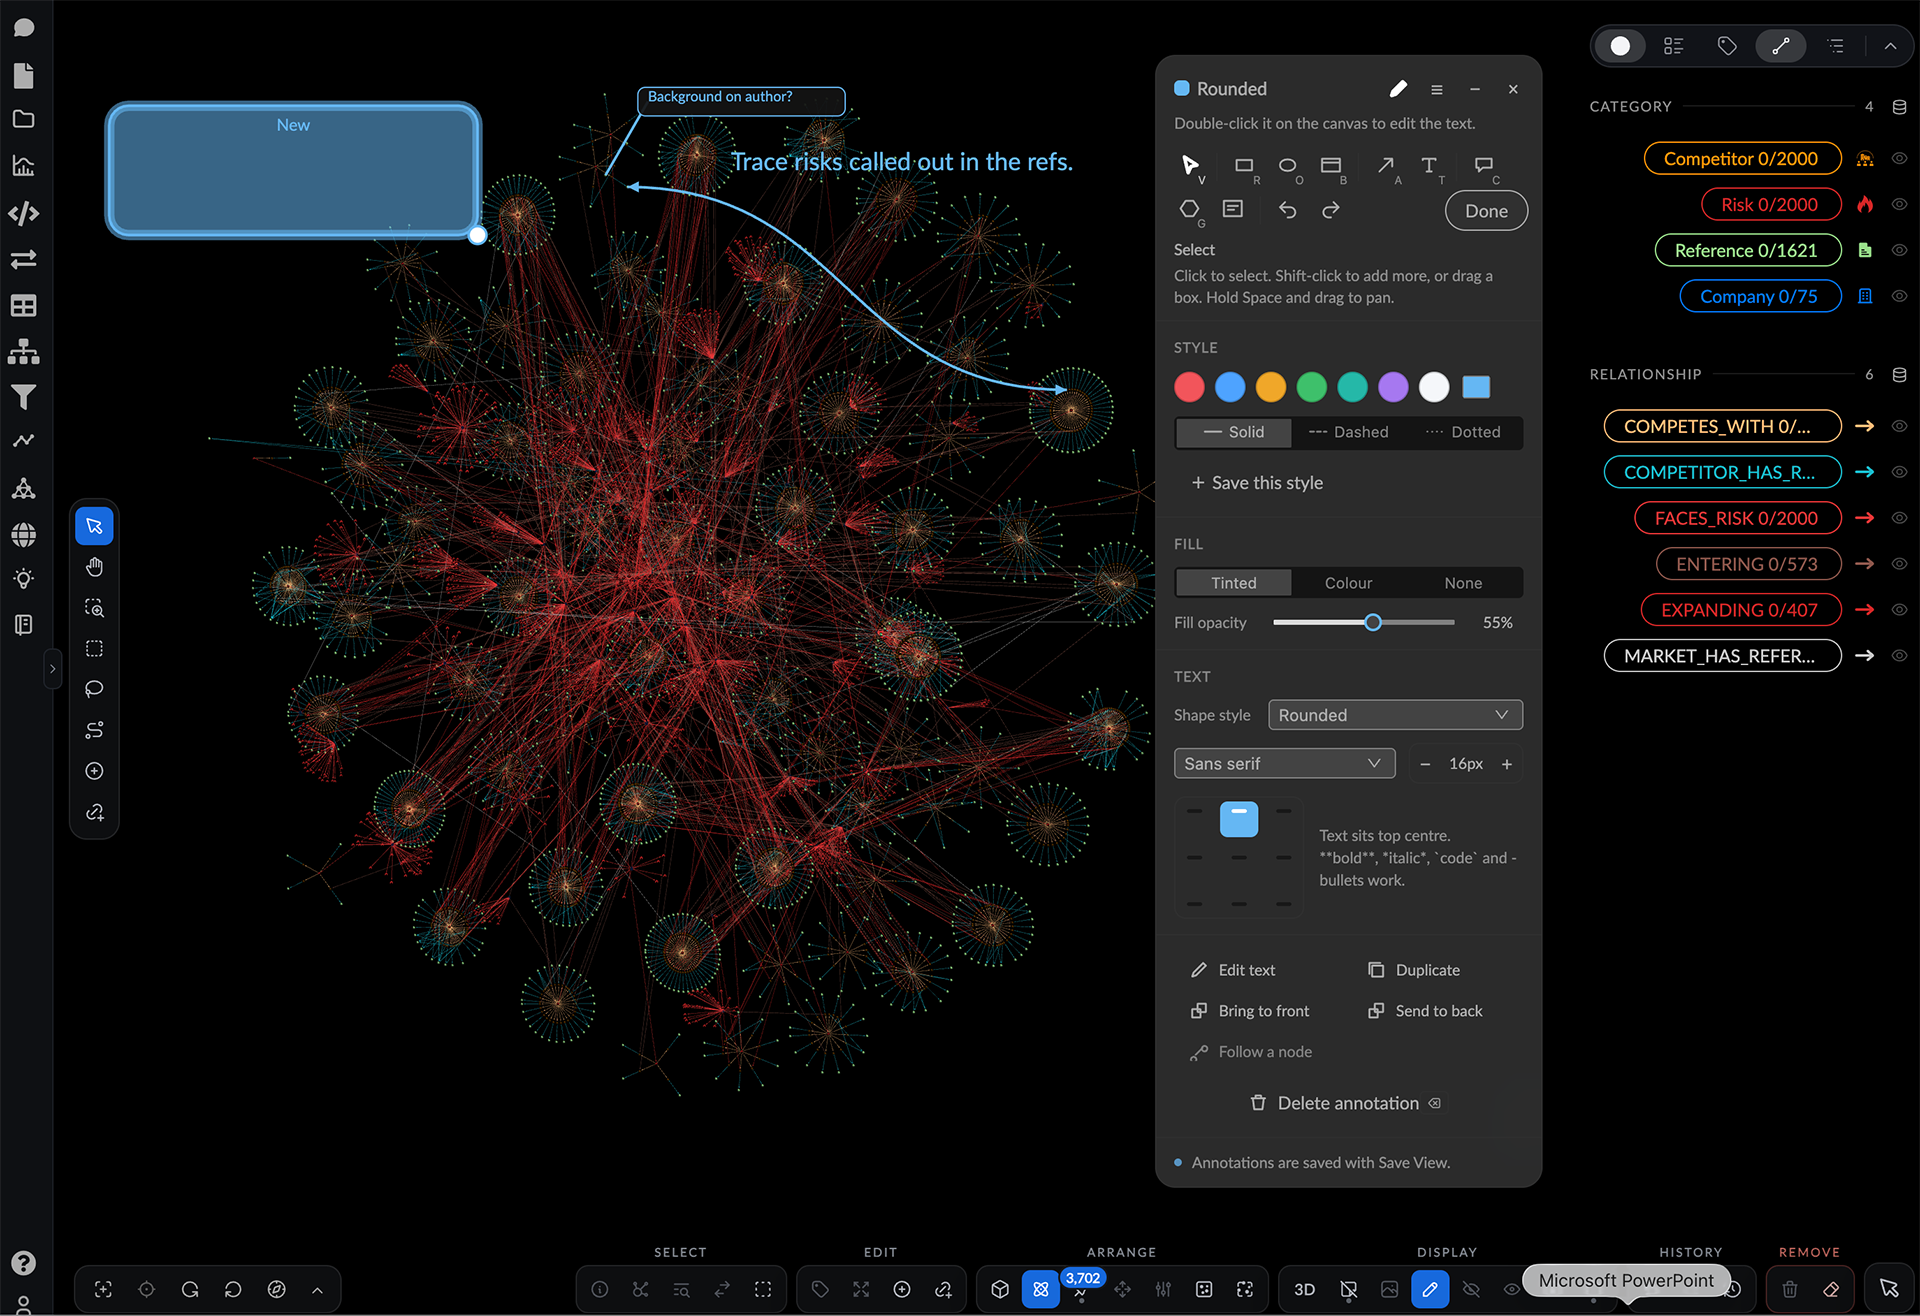 New
Background on author?
Trace risks called out in the refs.
Rounded
Double-click it on the canvas to edit the text.
V
R
O
B
A
T
C
G
Done
Select
Click to select. Shift-click to add more, or drag a
box. Hold Space and drag to pan.
STYLE
Solid
Dashed
Dotted
+ Save this style
FILL
Tinted
Colour
None
Fill opacity
55%
TEXT
Shape style
Rounded
Sans serif
− 16px +
Text sits top centre.
**bold**, *italic*, `code` and -
bullets work.
Edit text
Duplicate
Bring to front
Send to back
Follow a node
Delete annotation
Annotations are saved with Save View.
CATEGORY
4
Competitor 0/2000
Risk 0/2000
Reference 0/1621
Company 0/75
RELATIONSHIP
6
COMPETES_WITH 0/...
COMPETITOR_HAS_R...
FACES_RISK 0/2000
ENTERING 0/573
EXPANDING 0/407
MARKET_HAS_REFER...
SELECT
EDIT
ARRANGE
DISPLAY
HISTORY
REMOVE
3,702
3D
Microsoft PowerPoint